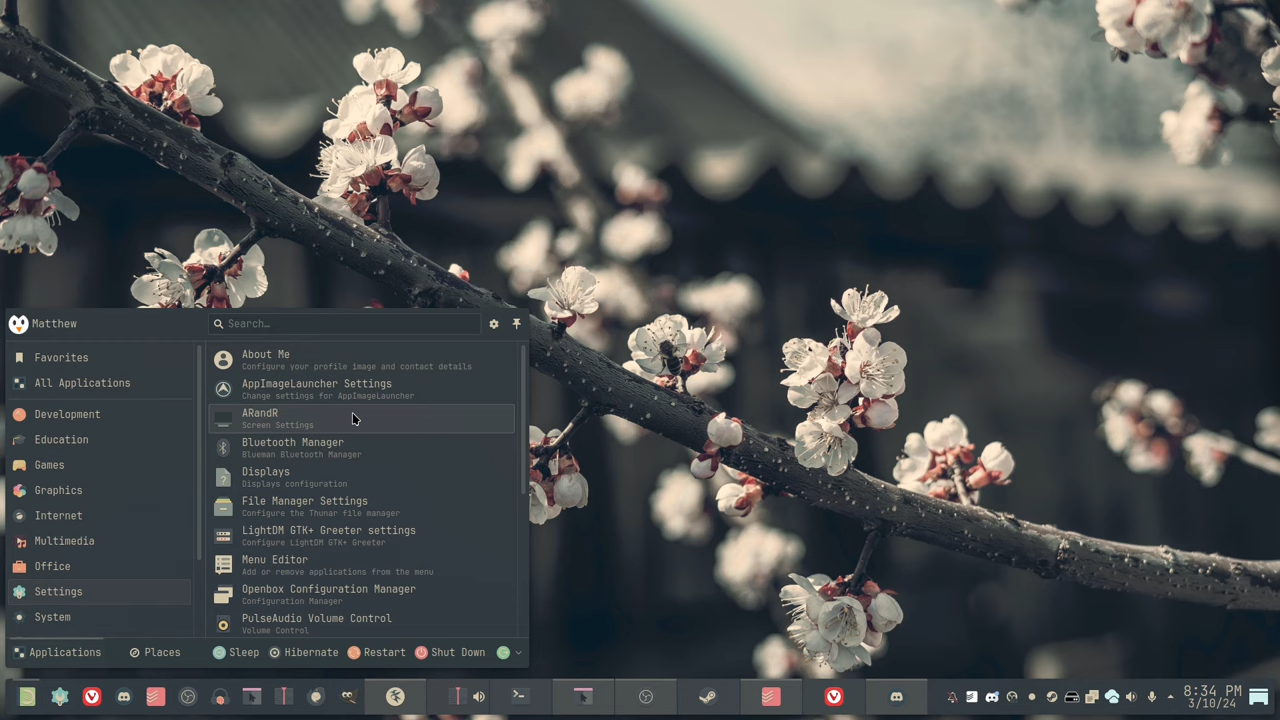 Matthew
Search...
Favorites
All Applications
Development
Education
Games
Graphics
Internet
Multimedia
Office
Settings
System
About Me
Configure your profile image and contact details
AppImageLauncher Settings
Change settings for AppImageLauncher
ARandR
Screen Settings
Bluetooth Manager
Blueman Bluetooth Manager
Displays
Displays configuration
File Manager Settings
Configure the Thunar file manager
LightDM GTK+ Greeter settings
Configure LightDM GTK+ Greeter
Menu Editor
Add or remove applications from the menu
Openbox Configuration Manager
Configuration Manager
PulseAudio Volume Control
Volume Control
Applications
Places
Sleep
Hibernate
Restart
Shut Down
8:34 PM
3/10/24